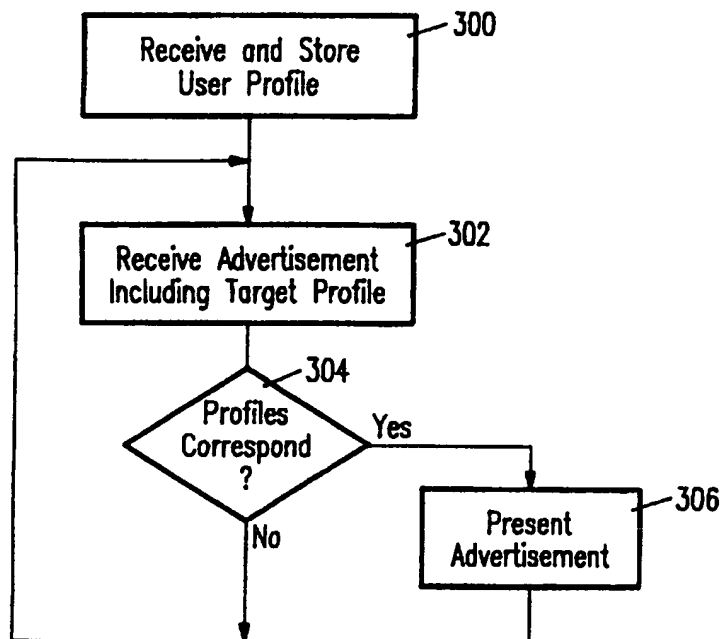 300
Receive and Store
User Profile
302
Receive Advertisement
Including Target Profile
304
Profiles
Correspond
?
Yes
No
306
Present
Advertisement